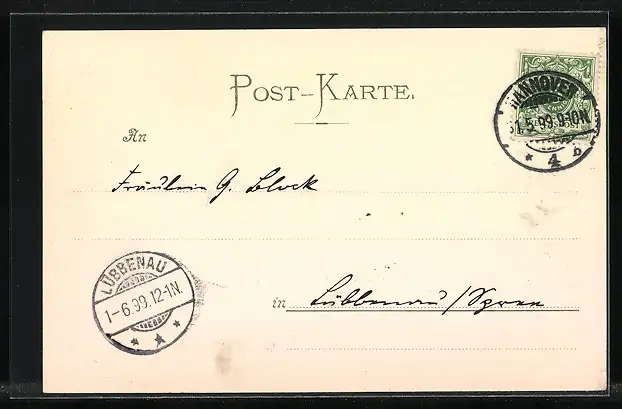 POST-KARTE.
HANNOVER
31.5.99.9-10N.
* 4 b
An
Fräulein G. Block
LÜBBENAU
1-6.99.12-1N.
in Lübbenau/Spree